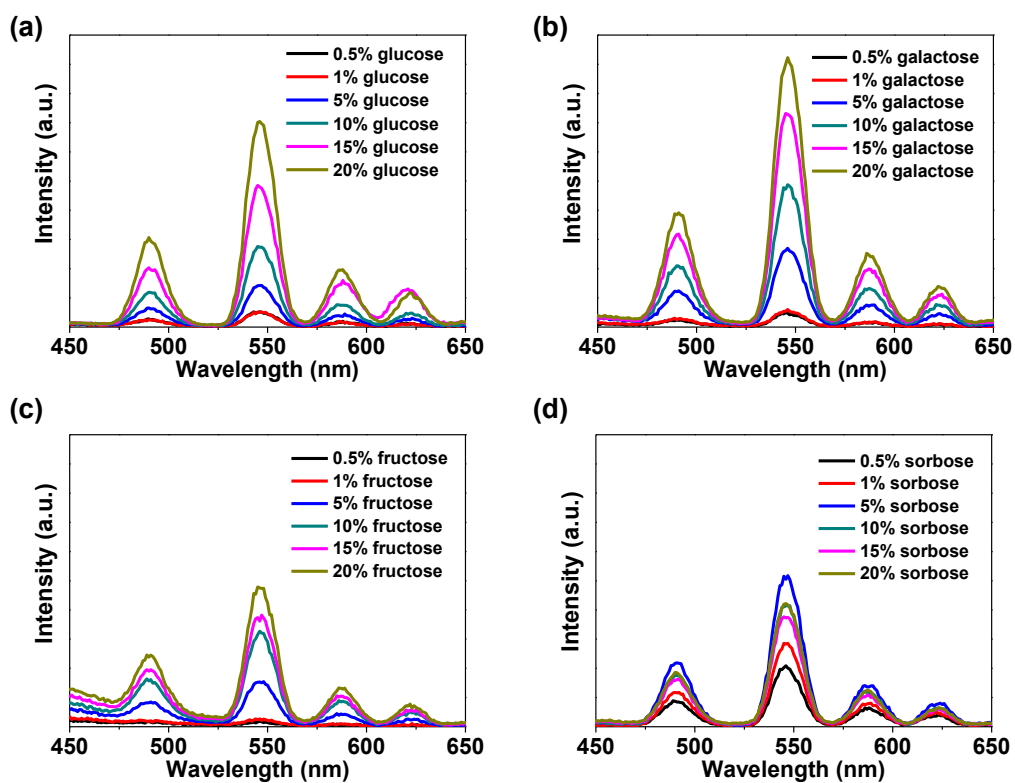 (a)
0.5% glucose
1% glucose
5% glucose
10% glucose
15% glucose
20% glucose
Intensity (a.u.)
450 500 550 600 650
Wavelength (nm)
(b)
0.5% galactose
1% galactose
5% galactose
10% galactose
15% galactose
20% galactose
Intensity (a.u.)
450 500 550 600 650
Wavelength (nm)
(c)
0.5% fructose
1% fructose
5% fructose
10% fructose
15% fructose
20% fructose
Intensity (a.u.)
450 500 550 600 650
Wavelength (nm)
(d)
0.5% sorbose
1% sorbose
5% sorbose
10% sorbose
15% sorbose
20% sorbose
Intensity (a.u.)
450 500 550 600 650
Wavelength (nm)